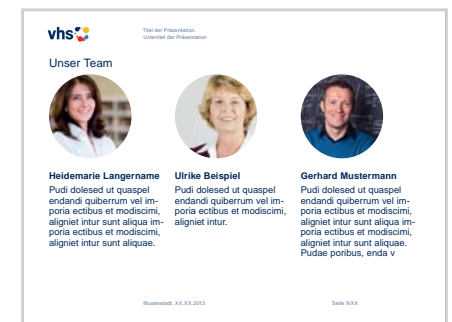 vhs
Titel der Präsentation.
Untertitel der Präsentation
Unser Team
Heidemarie Langername
Pudi dolesed ut quaspel
endandi quiberrum vel im-
poria ectibus et modiscimi,
aligniet intur sunt aliqua im-
poria ectibus et modiscimi,
aligniet intur sunt aliquae.
Ulrike Beispiel
Pudi dolesed ut quaspel
endandi quiberrum vel im-
poria ectibus et modiscimi,
aligniet intur.
Gerhard Mustermann
Pudi dolesed ut quaspel
endandi quiberrum vel im-
poria ectibus et modiscimi,
aligniet intur sunt aliqua im-
poria ectibus et modiscimi,
aligniet intur sunt aliquae.
Pudae poribus, enda v
Musterstadt, XX.XX.2013
Seite 9/XX